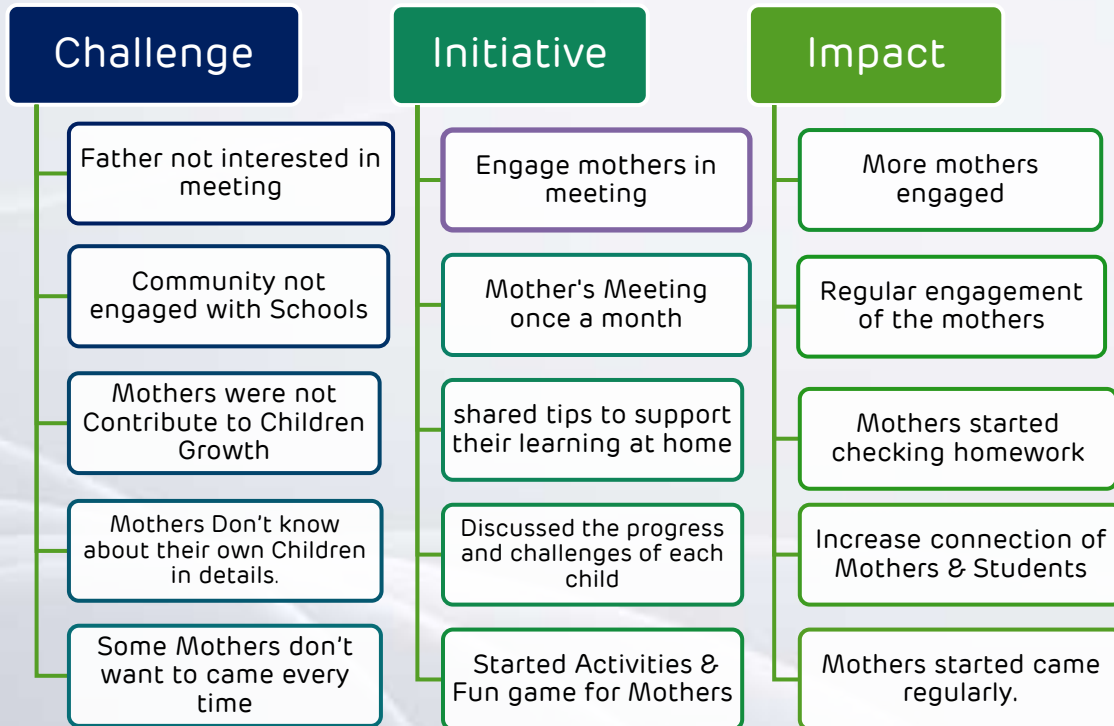 Challenge
Father not interested in
meeting
Community not
engaged with Schools
Mothers were not
Contribute to Children
Growth
Mothers Don't know
about their own Children
in details.
Some Mothers don't
want to came every
time
Initiative
Engage mothers in
meeting
Mother's Meeting
once a month
shared tips to support
their learning at home
Discussed the progress
and challenges of each
child
Started Activities &
Fun game for Mothers
Impact
More mothers
engaged
Regular engagement
of the mothers
Mothers started
checking homework
Increase connection of
Mothers & Students
Mothers started came
regularly.